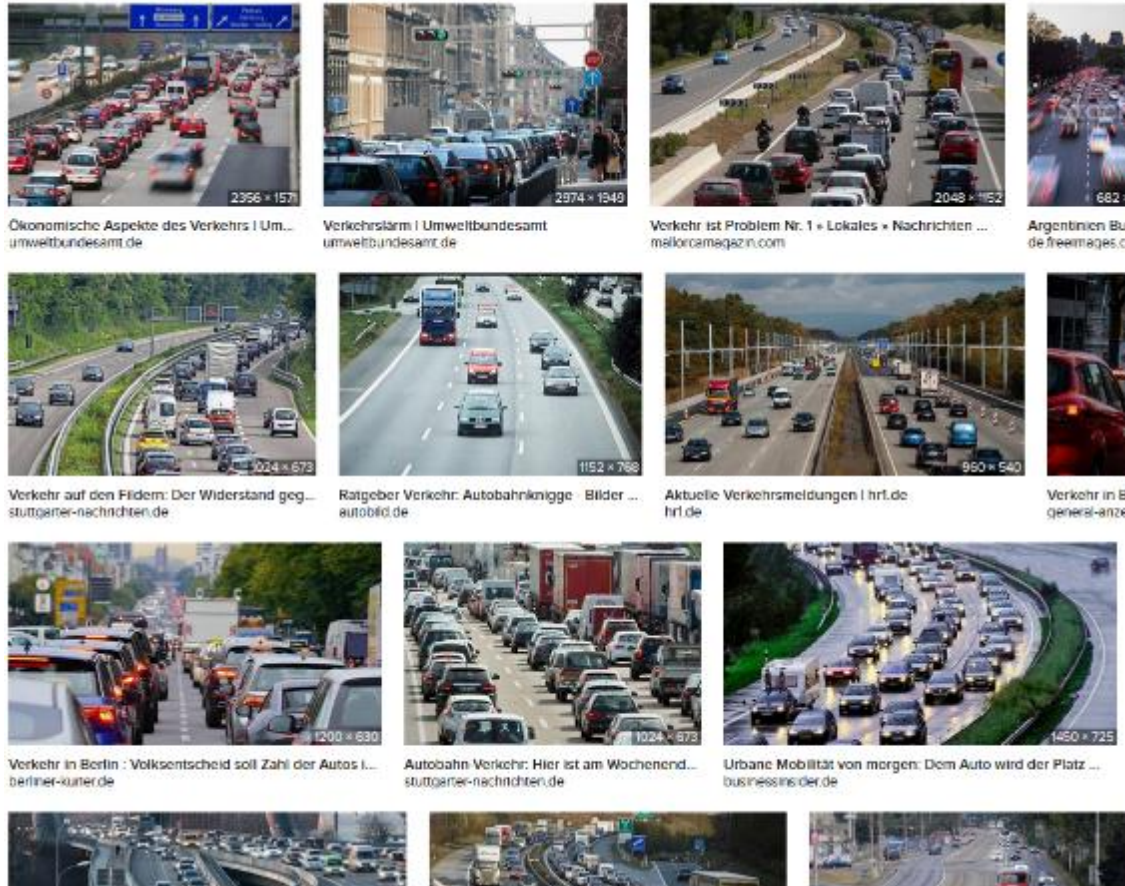 2356 × 1571
2974 × 1949
2048 × 1152
682 ×
Ökonomische Aspekte des Verkehrs | Um...
umweltbundesamt.de
Verkehrslärm | Umweltbundesamt
umweltbundesamt.de
Verkehr ist Problem Nr. 1 » Lokales » Nachrichten ...
mallorcamagazin.com
Argentinien Bu
de.freeimages.c
1024 × 673
1152 × 768
960 × 540
Verkehr auf den Fildern: Der Widerstand geg...
stuttgarter-nachrichten.de
Ratgeber Verkehr: Autobahnknigge - Bilder ...
autobild.de
Aktuelle Verkehrsmeldungen | hr1.de
hr1.de
Verkehr in B
general-anze
1200 × 630
1024 × 673
1450 × 725
Verkehr in Berlin : Volksentscheid soll Zahl der Autos i...
berliner-kurier.de
Autobahn-Verkehr: Hier ist am Wochenend...
stuttgarter-nachrichten.de
Urbane Mobilität von morgen: Dem Auto wird der Platz ...
businessinsider.de